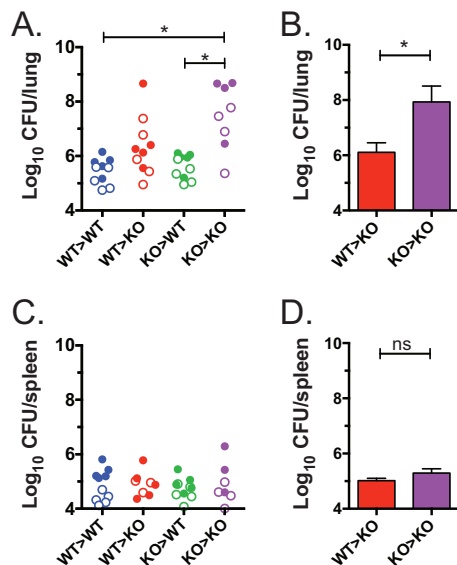 A.
*
*
Log10 CFU/lung
10
8
6
4
WT>WT
WT>KO
KO>WT
KO>KO
B.
*
Log10 CFU/lung
10
8
6
4
WT>KO
KO>KO
C.
Log10 CFU/spleen
10
8
6
4
WT>WT
WT>KO
KO>WT
KO>KO
D.
ns
Log10 CFU/spleen
10
8
6
4
WT>KO
KO>KO